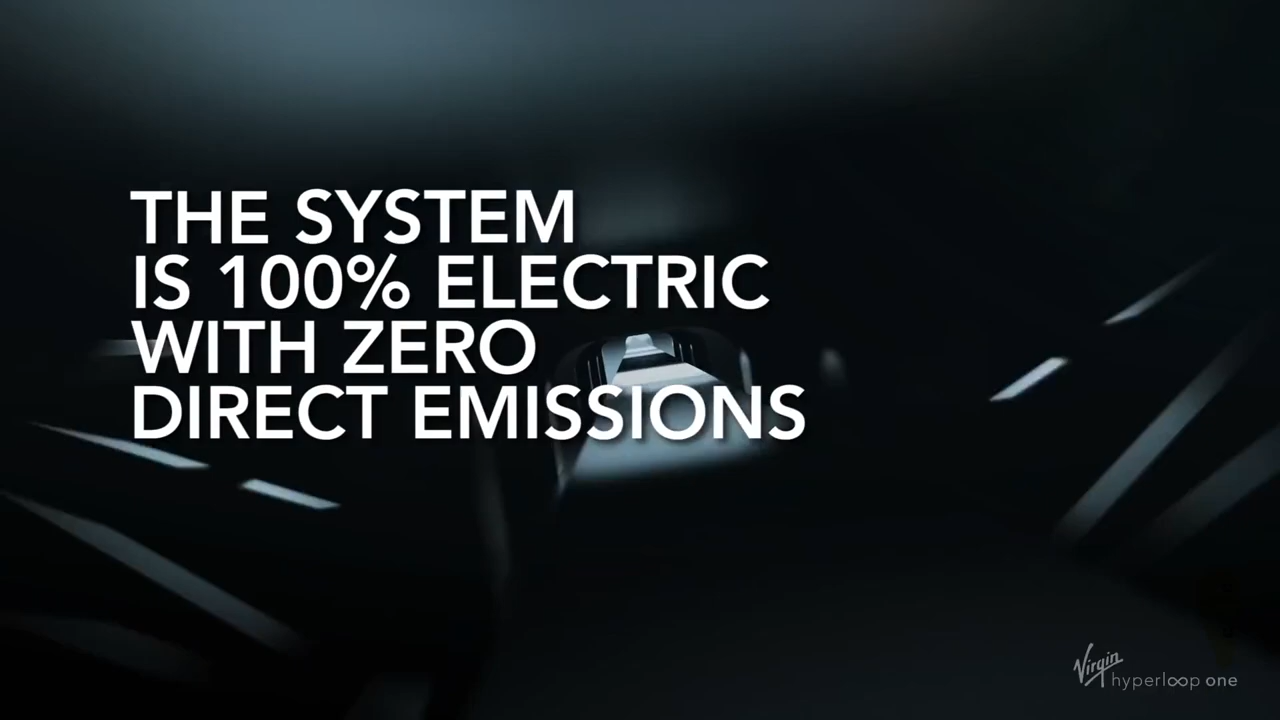 THE SYSTEM
IS 100% ELECTRIC
WITH ZERO
DIRECT EMISSIONS
Virgin
hyperloop one